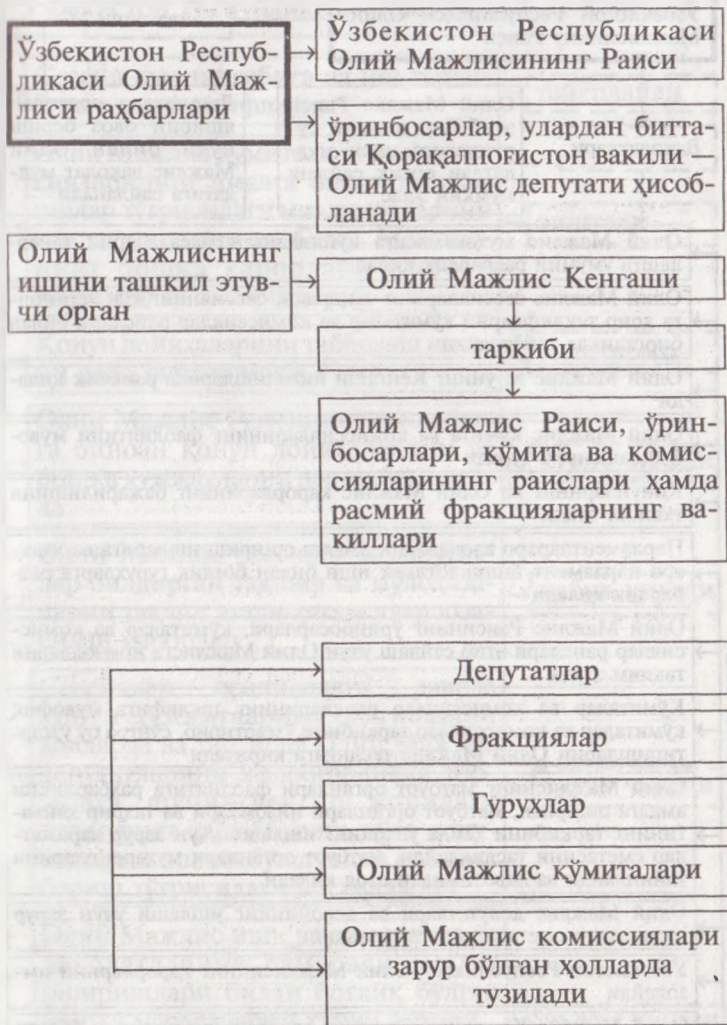 Ўзбекистон Респуб-
ликаси Олий Маж-
лиси раҳбарлари
Ўзбекистон Республикаси
Олий Мажлисининг Раиси
ўринбосарлар, улардан битта-
си Қорақалпоғистон вакили —
Олий Мажлис депутати ҳисоб-
ланади
Олий Мажлиснинг
ишини ташкил этув-
чи орган
Олий Мажлис Кенгаши
таркиби
Олий Мажлис Раиси, ўрин-
босарлари, қўмита ва комис-
сияларининг раислари ҳамда
расмий фракцияларнинг ва-
киллари
Депутатлар
Фракциялар
Гуруҳлар
Олий Мажлис қўмиталари
Олий Мажлис комиссиялари
зарур бўлган ҳолларда
тузилади